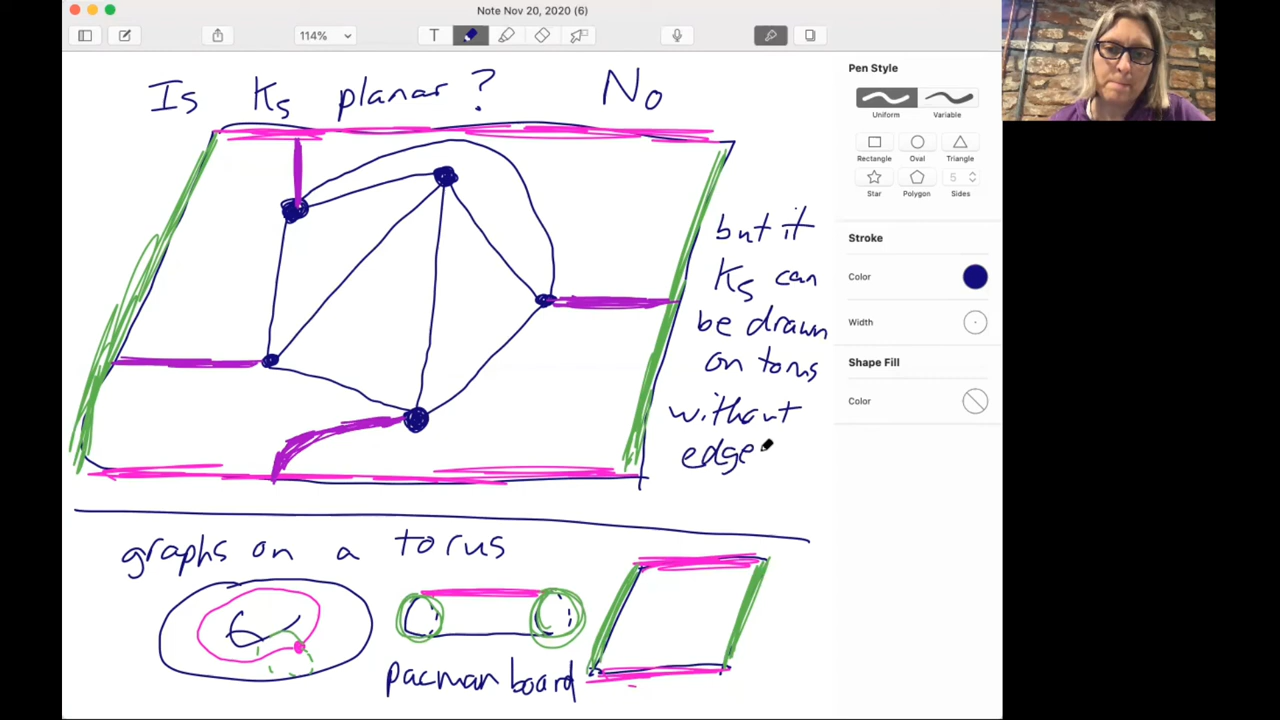 Note Nov 20, 2020 (6)
114%
T
Is K5 planar? No
but it
K5 can
be drawn
on torus
without
edge
graphs on a torus
pacman board
Pen Style
Uniform
Variable
Rectangle
Oval
Triangle
Star
Polygon
5
Sides
Stroke
Color
Width
Shape Fill
Color